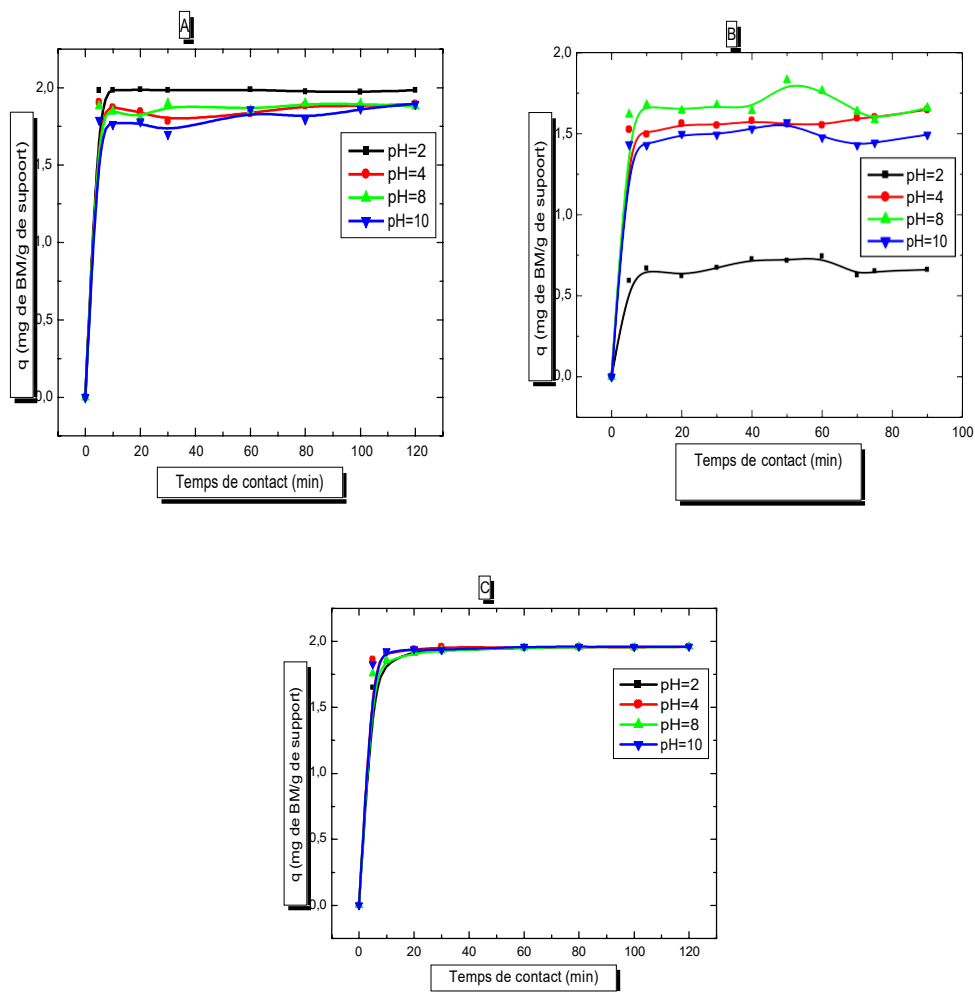 A
2,0
1,5
1,0
0,5
0,0
q (mg de BM/g de supoort)
pH=2
pH=4
pH=8
pH=10
0 20 40 60 80 100 120
Temps de contact (min)
B
2,0
1,5
1,0
0,5
0,0
q (mg de BM/g de support)
pH=2
pH=4
pH=8
pH=10
0 20 40 60 80 100
Temps de contact (min)
C
2,0
1,5
1,0
0,5
0,0
q (mg de BM/g de support)
pH=2
pH=4
pH=8
pH=10
0 20 40 60 80 100 120
Temps de contact (min)